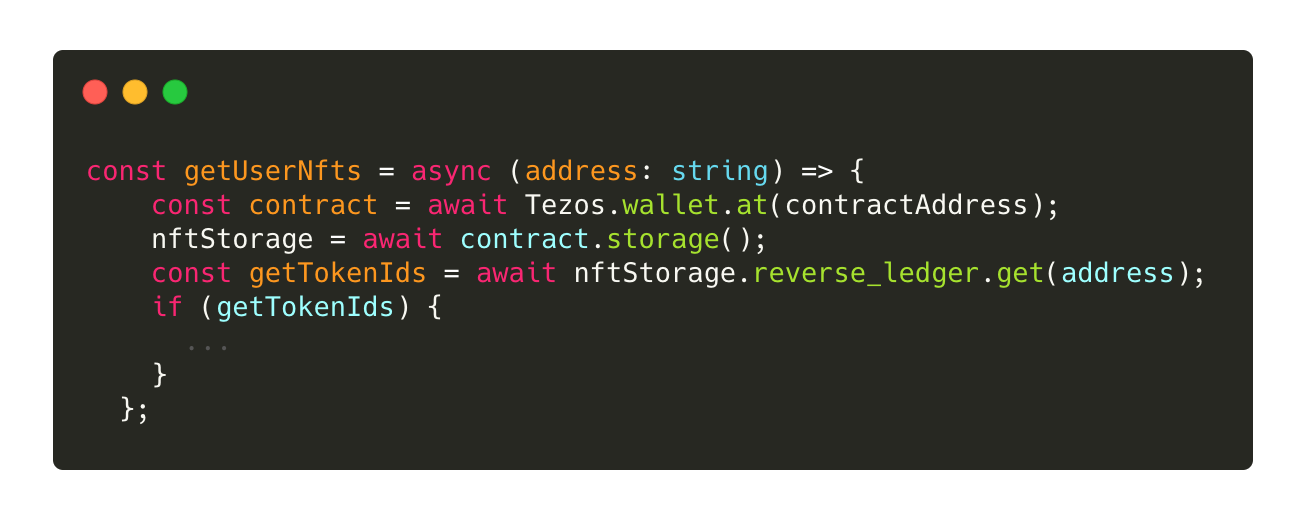 const getUserNfts = async (address: string) => {
    const contract = await Tezos.wallet.at(contractAddress);
    nftStorage = await contract.storage();
    const getTokenIds = await nftStorage.reverse_ledger.get(address);
    if (getTokenIds) {
      ...
    }
  };